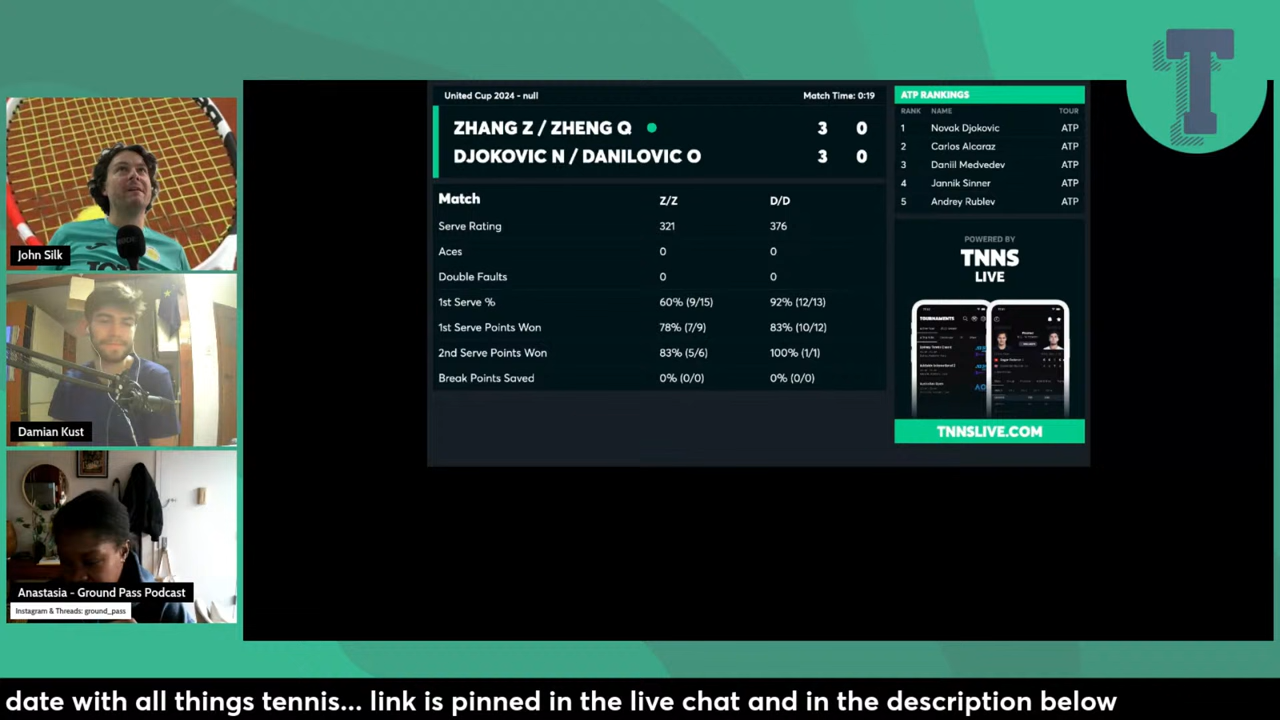 John Silk
Damian Kust
Anastasia - Ground Pass Podcast
Instagram & Threads: ground_pass
United Cup 2024 - null
Match Time: 0:19
ZHANG Z / ZHENG Q 3 0
DJOKOVIC N / DANILOVIC O 3 0
Match Z/Z D/D
Serve Rating 321 376
Aces 0 0
Double Faults 0 0
1st Serve % 60% (9/15) 92% (12/13)
1st Serve Points Won 78% (7/9) 83% (10/12)
2nd Serve Points Won 83% (5/6) 100% (1/1)
Break Points Saved 0% (0/0) 0% (0/0)
ATP RANKINGS
RANK NAME TOUR
1 Novak Djokovic ATP
2 Carlos Alcaraz ATP
3 Daniil Medvedev ATP
4 Jannik Sinner ATP
5 Andrey Rublev ATP
POWERED BY
TNNS
LIVE
TOURNAMENTS
TNNSLIVE.COM
T
date with all things tennis... link is pinned in the live chat and in the description below